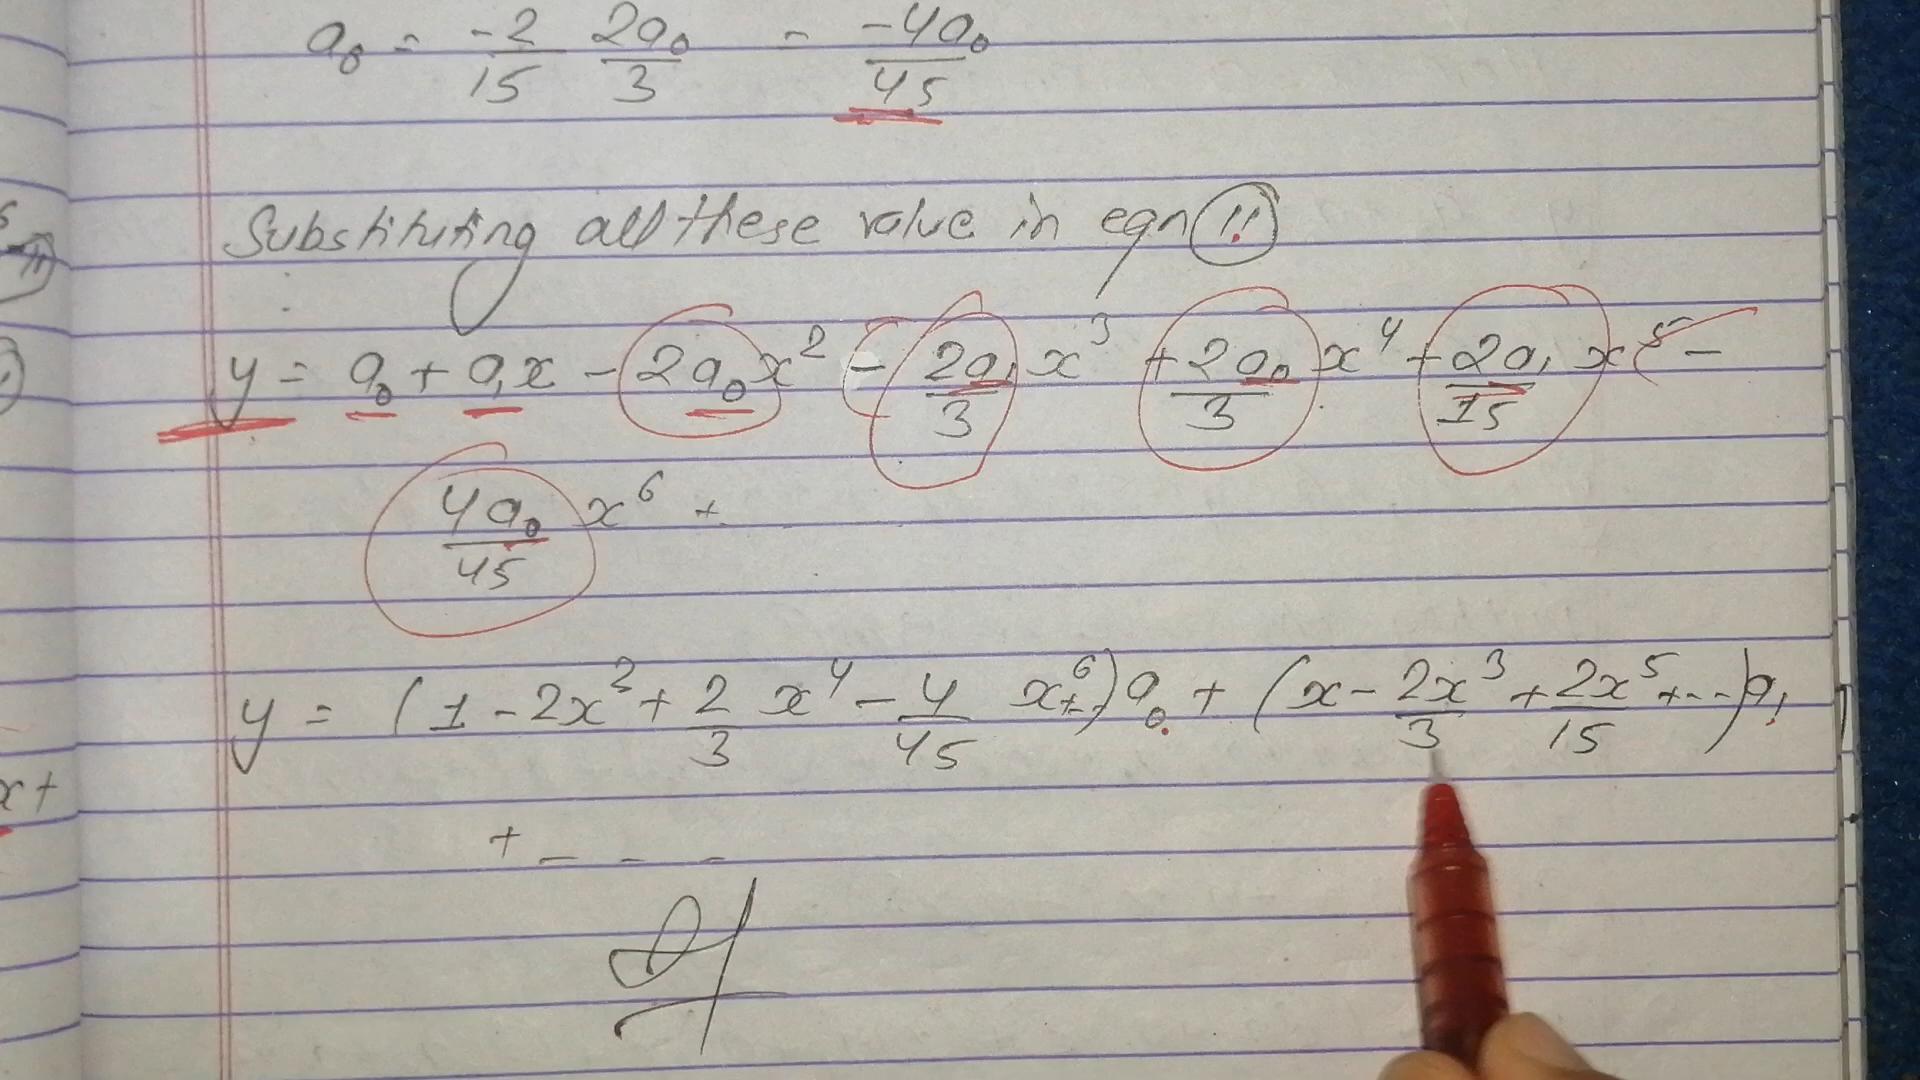 a₆ = -2/15 2a₀/3 = -4a₀/45
Substituting all these value in eqn (11)
y = a₀ + a₁x - 2a₀x² - 2a₁/3 x³ + 2a₀/3 x⁴ + 2a₁/15 x⁵ -
4a₀/45 x⁶ +
y = (1 - 2x² + 2/3 x⁴ - 4/45 x⁶+--)a₀ + (x - 2x³/3 + 2x⁵/15 +---)a₁
+ _ _ _
x+